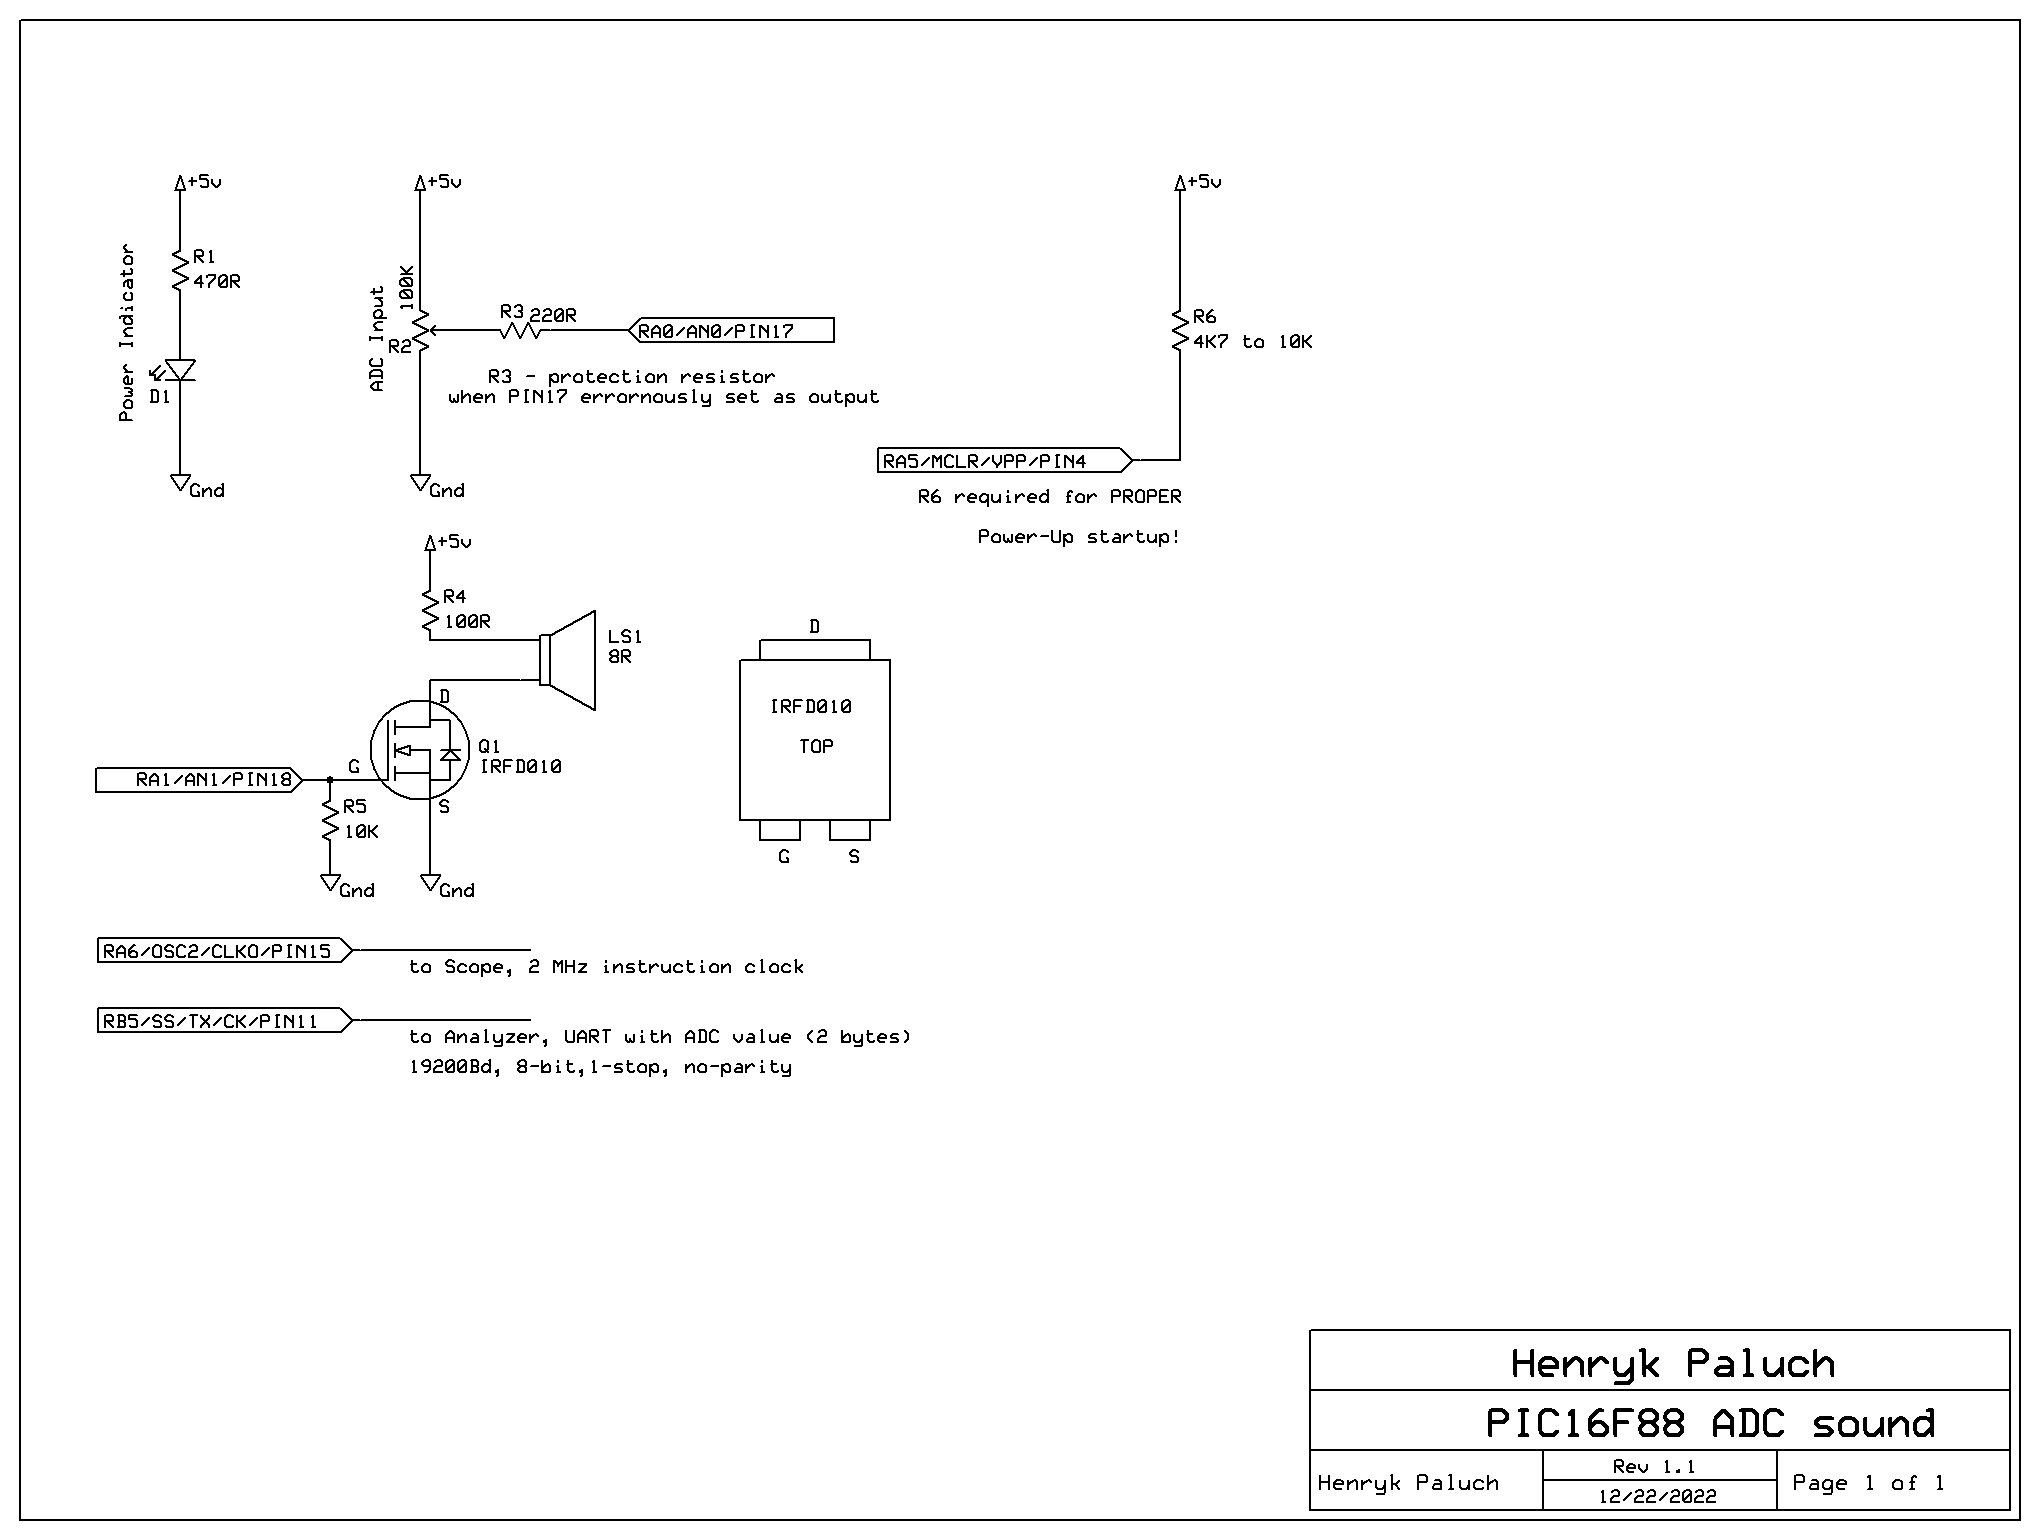 +5v
R1
470R
Power Indicator
D1
Gnd
+5v
100K
ADC Input
R2
R3 220R
RA0/AN0/PIN17
R3 - protection resistor
when PIN17 errornously set as output
Gnd
+5v
R6
4K7 to 10K
RA5/MCLR/VPP/PIN4
R6 required for PROPER
Power-Up startup!
+5v
R4
100R
LS1
8R
D
Q1
IRFD010
G
S
RA1/AN1/PIN18
R5
10K
Gnd
Gnd
D
IRFD010
TOP
G S
RA6/OSC2/CLKO/PIN15
to Scope, 2 MHz instruction clock
RB5/SS/TX/CK/PIN11
to Analyzer, UART with ADC value (2 bytes)
19200Bd, 8-bit,1-stop, no-parity
Henryk Paluch
PIC16F88 ADC sound
Henryk Paluch
Rev 1.1
12/22/2022
Page 1 of 1